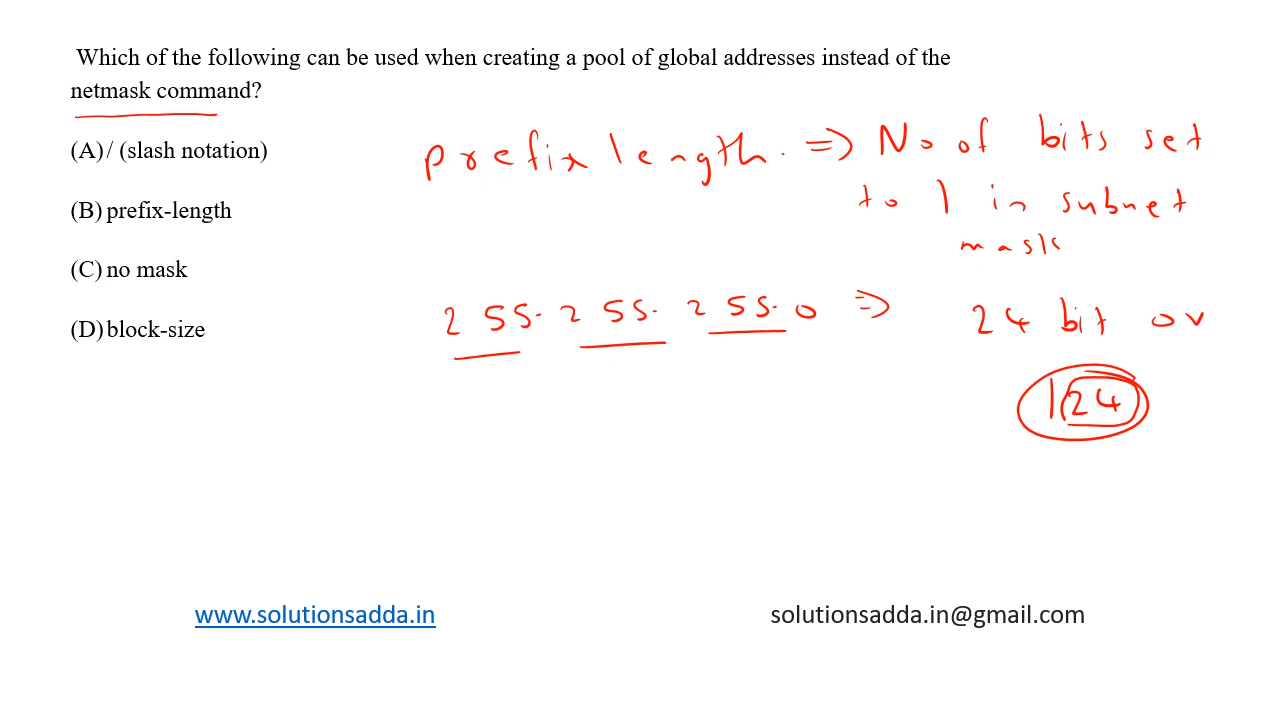 Which of the following can be used when creating a pool of global addresses instead of the
netmask command?
(A) / (slash notation)
(B) prefix-length
(C) no mask
(D) block-size
prefix length. => No of bits set
to 1 in subnet
mask
255.255.255.0 => 24 bit or
/24
www.solutionsadda.in
solutionsadda.in@gmail.com